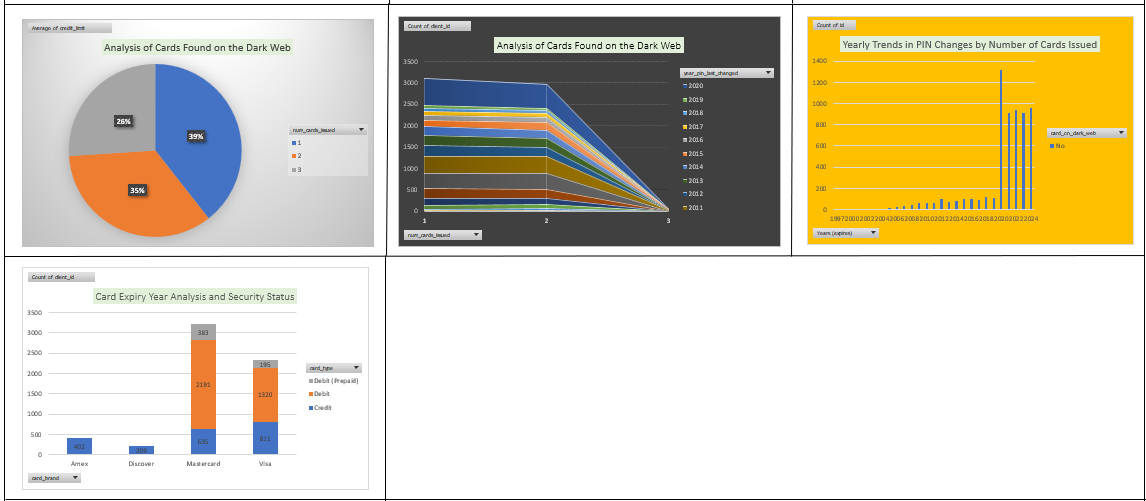 Average of credit_limit
Analysis of Cards Found on the Dark Web
39%
35%
26%
num_cards_issued
1
2
3
Count of client_id
Analysis of Cards Found on the Dark Web
3500
3000
2500
2000
1500
1000
500
0
1
2
3
num_cards_issued
year_pin_last_changed
2020
2019
2018
2017
2016
2015
2014
2013
2012
2011
Count of id
Yearly Trends in PIN Changes by Number of Cards Issued
1400
1200
1000
800
600
400
200
0
199720002002200420062008201020122014201620182020 2022 2024
Years (expires)
card_on_dark_web
No
Count of client_id
Card Expiry Year Analysis and Security Status
3500
3000
2500
2000
1500
1000
500
0
402
209
635
2191
383
811
1320
195
Amex
Discover
Mastercard
Visa
card_brand
card_type
Debit (Prepaid)
Debit
Credit